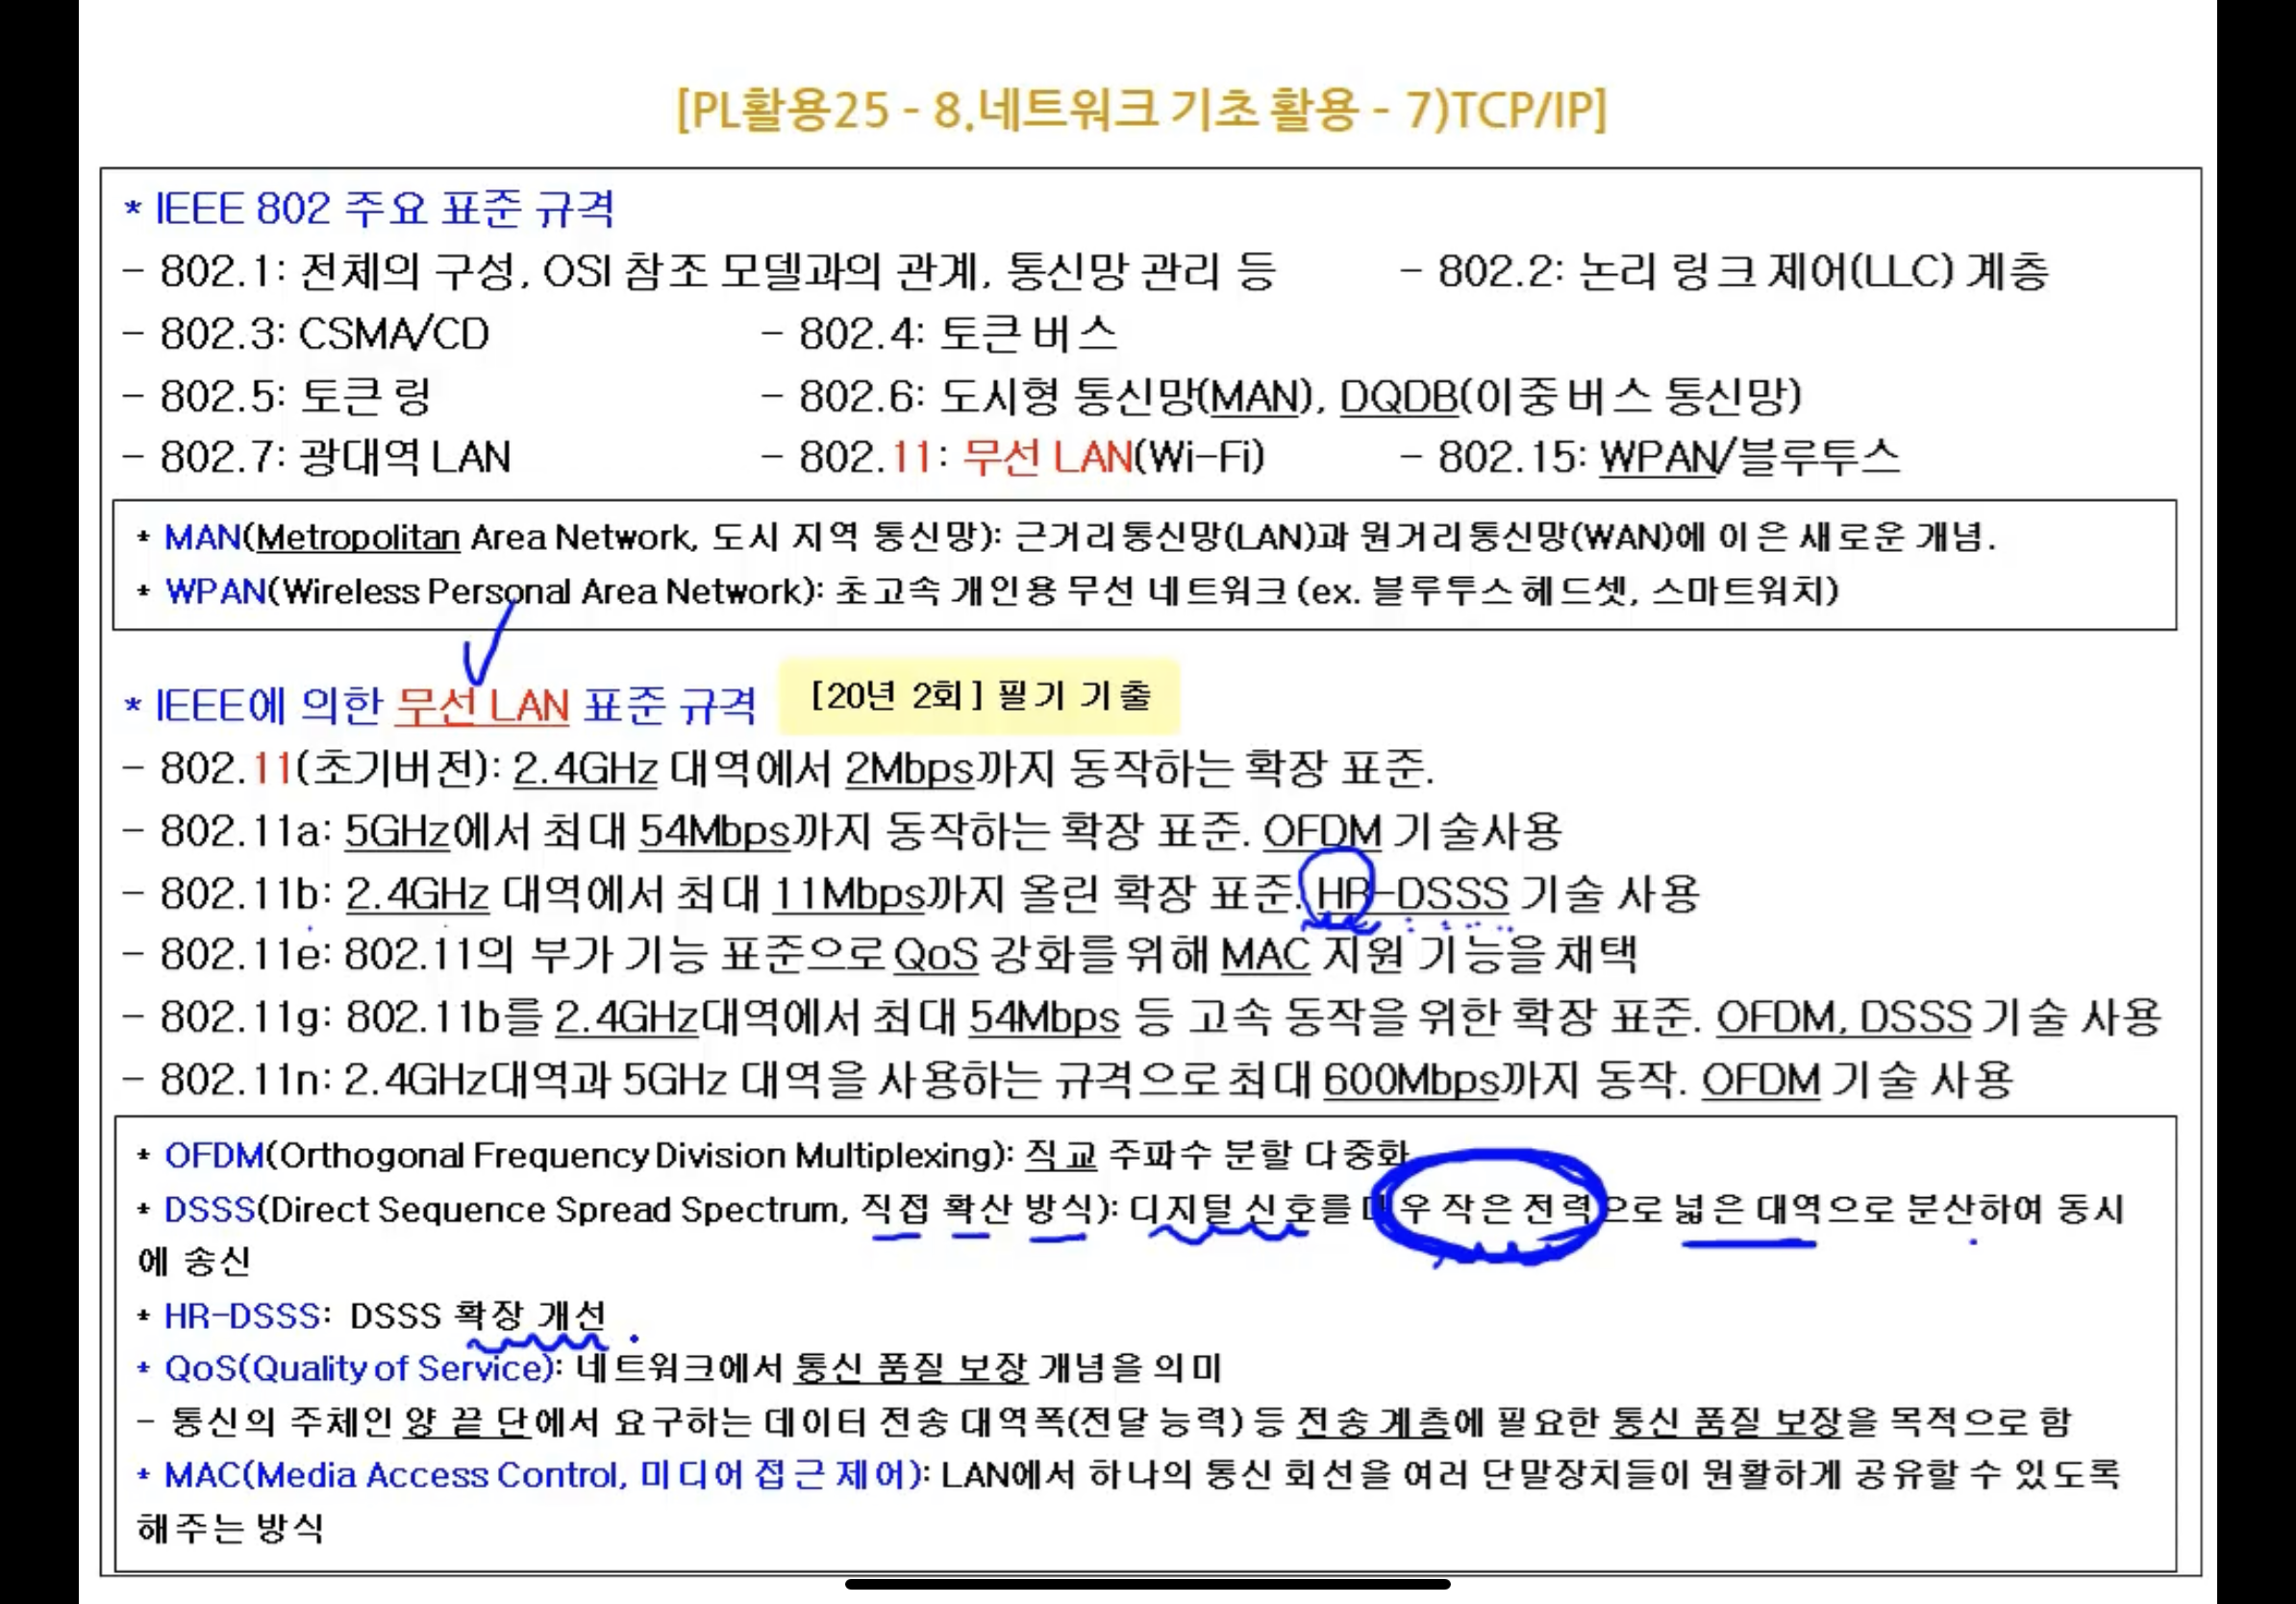 [PL활용25 - 8.네트워크 기초 활용 - 7)TCP/IP]
* IEEE 802 주요 표준 규격
- 802.1: 전체의 구성, OSI 참조 모델과의 관계, 통신망 관리 등 - 802.2: 논리 링크 제어(LLC) 계층
- 802.3: CSMA/CD - 802.4: 토큰 버스
- 802.5: 토큰 링 - 802.6: 도시형 통신망(MAN), DQDB(이중 버스 통신망)
- 802.7: 광대역 LAN - 802.11: 무선 LAN(Wi-Fi) - 802.15: WPAN/블루투스
* MAN(Metropolitan Area Network, 도시 지역 통신망): 근거리통신망(LAN)과 원거리통신망(WAN)에 이은 새로운 개념.
* WPAN(Wireless Personal Area Network): 초고속 개인용 무선 네트워크 (ex. 블루투스 헤드셋, 스마트워치)
* IEEE에 의한 무선 LAN 표준 규격 [20년 2회] 필기 기출
- 802.11(초기버전): 2.4GHz 대역에서 2Mbps까지 동작하는 확장 표준.
- 802.11a: 5GHz에서 최대 54Mbps까지 동작하는 확장 표준. OFDM 기술사용
- 802.11b: 2.4GHz 대역에서 최대 11Mbps까지 올린 확장 표준. HR-DSSS 기술 사용
- 802.11e: 802.11의 부가 기능 표준으로 QoS 강화를 위해 MAC 지원 기능을 채택
- 802.11g: 802.11b를 2.4GHz대역에서 최대 54Mbps 등 고속 동작을 위한 확장 표준. OFDM, DSSS 기술 사용
- 802.11n: 2.4GHz대역과 5GHz 대역을 사용하는 규격으로 최대 600Mbps까지 동작. OFDM 기술 사용
* OFDM(Orthogonal Frequency Division Multiplexing): 직교 주파수 분할 다중화
* DSSS(Direct Sequence Spread Spectrum, 직접 확산 방식): 디지털 신호를 매우 작은 전력으로 넓은 대역으로 분산하여 동시
에 송신
* HR-DSSS: DSSS 확장 개선
* QoS(Quality of Service): 네트워크에서 통신 품질 보장 개념을 의미
- 통신의 주체인 양 끝 단에서 요구하는 데이터 전송 대역폭(전달 능력) 등 전송 계층에 필요한 통신 품질 보장을 목적으로 함
* MAC(Media Access Control, 미디어 접근 제어): LAN에서 하나의 통신 회선을 여러 단말장치들이 원활하게 공유할 수 있도록
해주는 방식